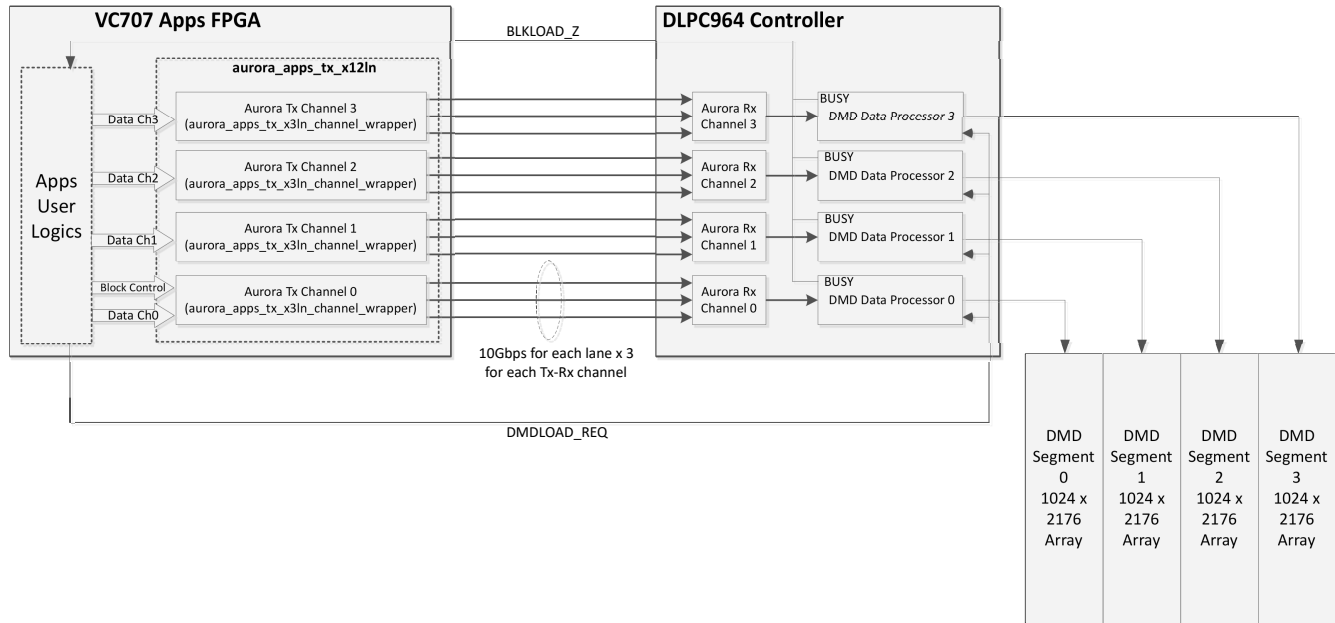 VC707 Apps FPGA
BLKLOAD_Z
DLPC964 Controller
aurora_apps_tx_x12ln
Apps
User
Logics
Data Ch3
Aurora Tx Channel 3
(aurora_apps_tx_x3ln_channel_wrapper)
Aurora Rx
Channel 3
BUSY
DMD Data Processor 3
Data Ch2
Aurora Tx Channel 2
(aurora_apps_tx_x3ln_channel_wrapper)
Aurora Rx
Channel 2
BUSY
DMD Data Processor 2
Data Ch1
Aurora Tx Channel 1
(aurora_apps_tx_x3ln_channel_wrapper)
Aurora Rx
Channel 1
BUSY
DMD Data Processor 1
Block Control
Data Ch0
Aurora Tx Channel 0
(aurora_apps_tx_x3ln_channel_wrapper)
Aurora Rx
Channel 0
BUSY
DMD Data Processor 0
10Gbps for each lane x 3
for each Tx-Rx channel
DMDLOAD_REQ
DMD
Segment
0
1024 x
2176
Array
DMD
Segment
1
1024 x
2176
Array
DMD
Segment
2
1024 x
2176
Array
DMD
Segment
3
1024 x
2176
Array